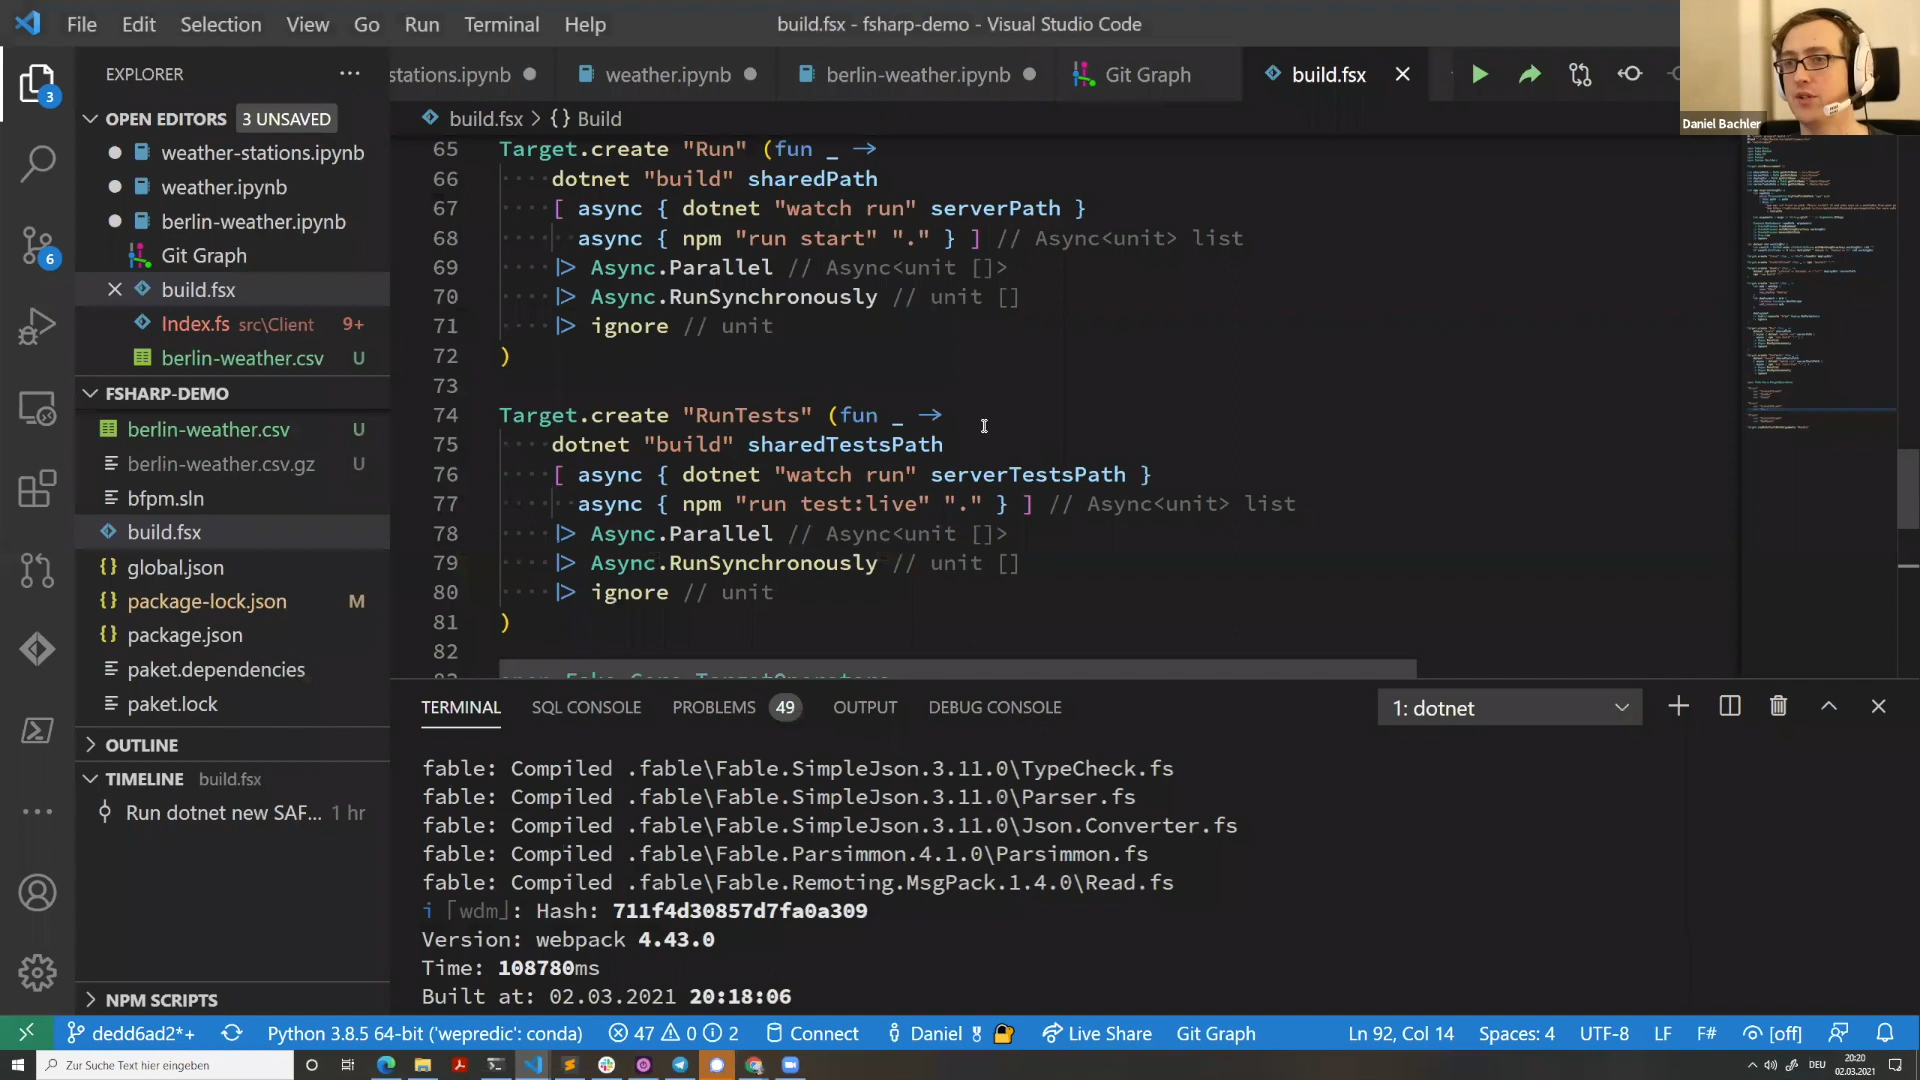 File Edit Selection View Go Run Terminal Help
build.fsx - fsharp-demo - Visual Studio Code
Daniel Bachler
EXPLORER
3
OPEN EDITORS 3 UNSAVED
weather-stations.ipynb
weather.ipynb
berlin-weather.ipynb
Git Graph
build.fsx
Index.fs src\Client 9+
berlin-weather.csv U
FSHARP-DEMO
berlin-weather.csv U
berlin-weather.csv.gz U
bfpm.sln
build.fsx
global.json
package-lock.json M
package.json
paket.dependencies
paket.lock
OUTLINE
TIMELINE build.fsx
Run dotnet new SAF... 1 hr
NPM SCRIPTS
6
stations.ipynb weather.ipynb berlin-weather.ipynb Git Graph build.fsx
build.fsx > {} Build
65 Target.create "Run" (fun _ ->
66 dotnet "build" sharedPath
67 [ async { dotnet "watch run" serverPath }
68 async { npm "run start" "." } ] // Async<unit> list
69 |> Async.Parallel // Async<unit []>
70 |> Async.RunSynchronously // unit []
71 |> ignore // unit
72 )
73
74 Target.create "RunTests" (fun _ ->
75 dotnet "build" sharedTestsPath
76 [ async { dotnet "watch run" serverTestsPath }
77 async { npm "run test:live" "." } ] // Async<unit> list
78 |> Async.Parallel // Async<unit []>
79 |> Async.RunSynchronously // unit []
80 |> ignore // unit
81 )
82
TERMINAL SQL CONSOLE PROBLEMS 49 OUTPUT DEBUG CONSOLE 1: dotnet
fable: Compiled .fable\Fable.SimpleJson.3.11.0\TypeCheck.fs
fable: Compiled .fable\Fable.SimpleJson.3.11.0\Parser.fs
fable: Compiled .fable\Fable.SimpleJson.3.11.0\Json.Converter.fs
fable: Compiled .fable\Fable.Parsimmon.4.1.0\Parsimmon.fs
fable: Compiled .fable\Fable.Remoting.MsgPack.1.4.0\Read.fs
i ｢wdm｣: Hash: 711f4d30857d7fa0a309
Version: webpack 4.43.0
Time: 108780ms
Built at: 02.03.2021 20:18:06
dedd6ad2*+ Python 3.8.5 64-bit ('wepredic': conda) 47 0 2 Connect Daniel Live Share Git Graph Ln 92, Col 14 Spaces: 4 UTF-8 LF F# [off]
Zur Suche Text hier eingeben
DEU
20:20
02.03.2021